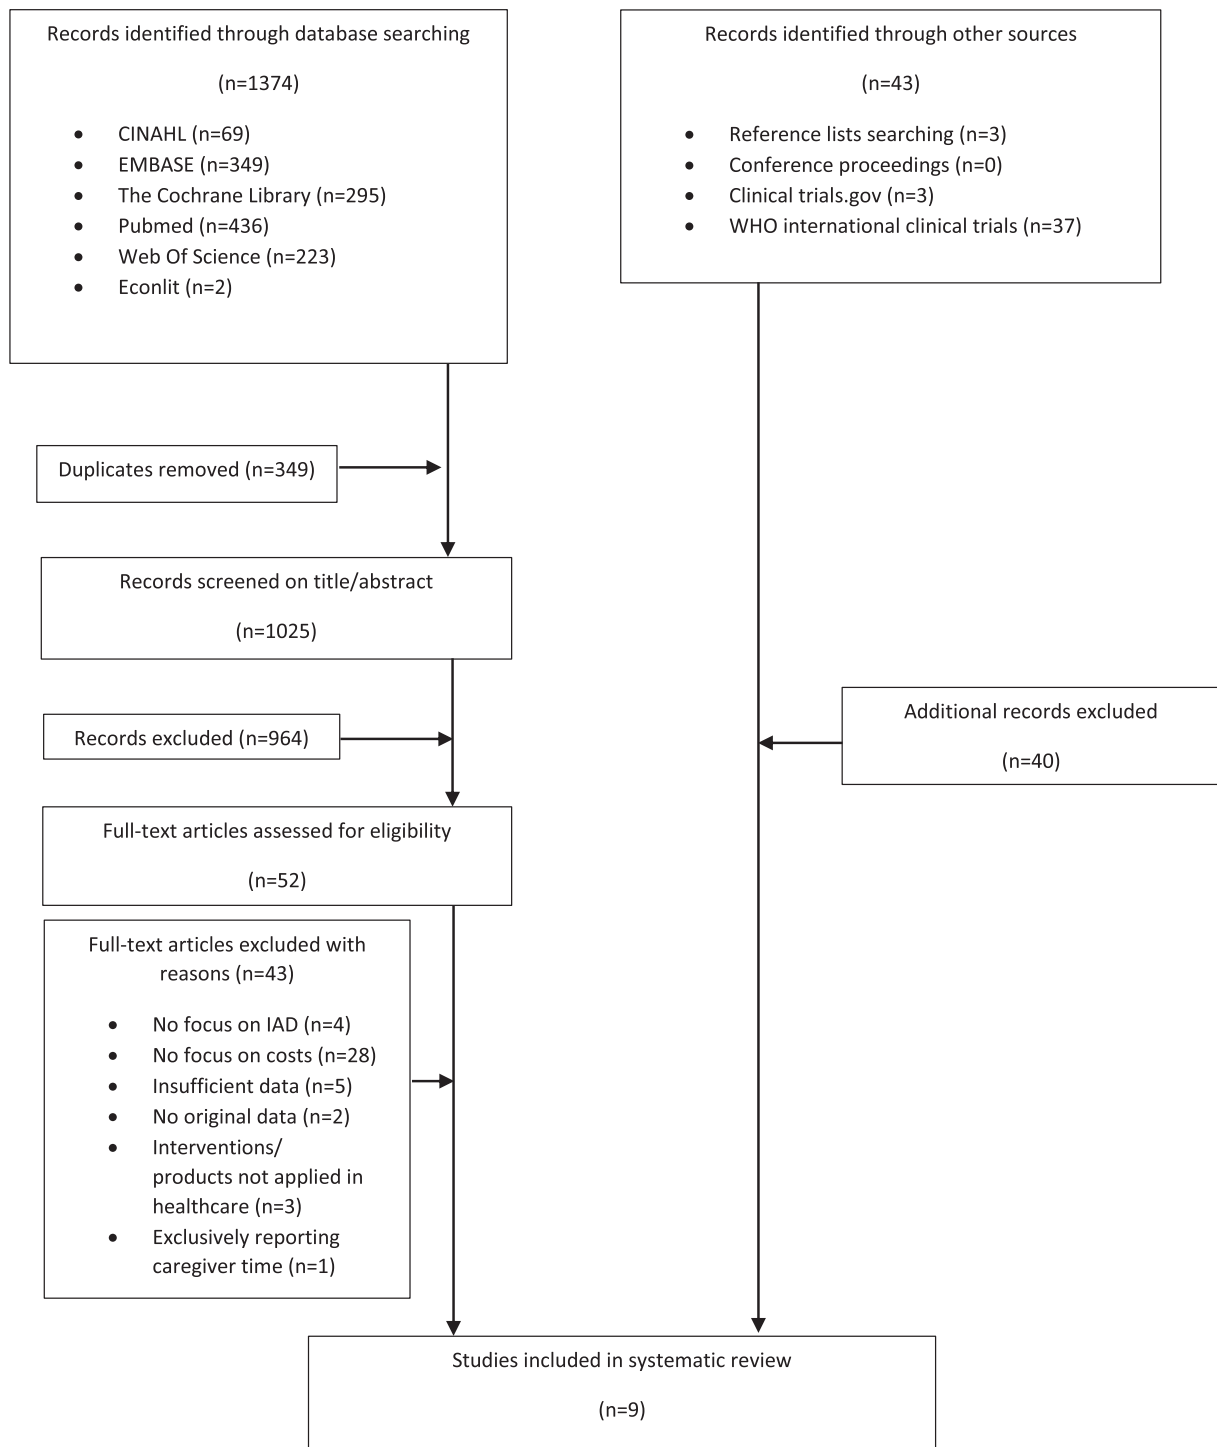 Records identified through database searching
(n=1374)
• CINAHL (n=69)
• EMBASE (n=349)
• The Cochrane Library (n=295)
• Pubmed (n=436)
• Web Of Science (n=223)
• Econlit (n=2)
Records identified through other sources
(n=43)
• Reference lists searching (n=3)
• Conference proceedings (n=0)
• Clinical trials.gov (n=3)
• WHO international clinical trials (n=37)
Duplicates removed (n=349)
Records screened on title/abstract
(n=1025)
Records excluded (n=964)
Additional records excluded
(n=40)
Full-text articles assessed for eligibility
(n=52)
Full-text articles excluded with
reasons (n=43)
• No focus on IAD (n=4)
• No focus on costs (n=28)
• Insufficient data (n=5)
• No original data (n=2)
• Interventions/
products not applied in
healthcare (n=3)
• Exclusively reporting
caregiver time (n=1)
Studies included in systematic review
(n=9)